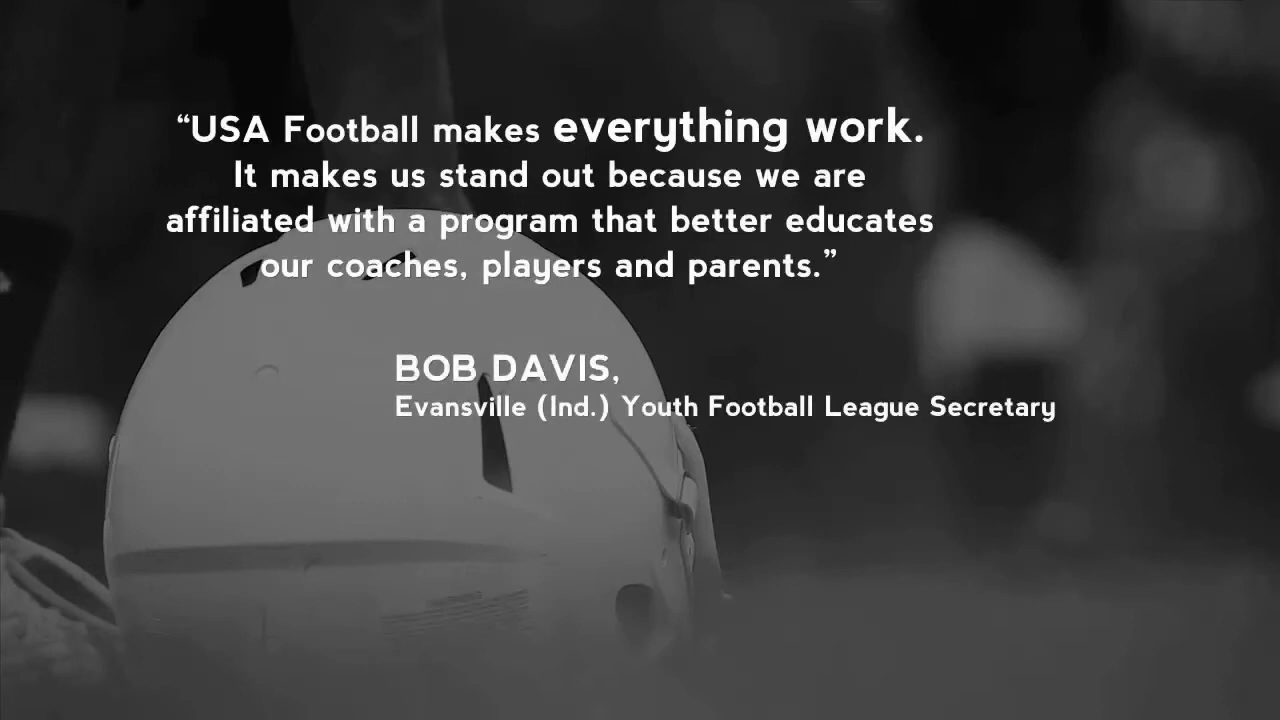 “USA Football makes everything work.
It makes us stand out because we are
affiliated with a program that better educates
our coaches, players and parents.”
BOB DAVIS,
Evansville (Ind.) Youth Football League Secretary